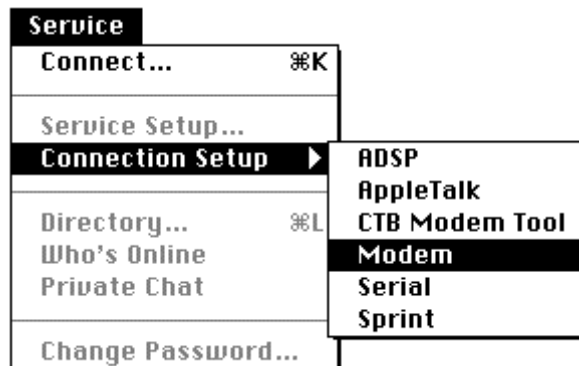 Service
Connect... ⌘K
Service Setup...
Connection Setup ▶
ADSP
AppleTalk
CTB Modem Tool
Modem
Serial
Sprint
Directory... ⌘L
Who's Online
Private Chat
Change Password...